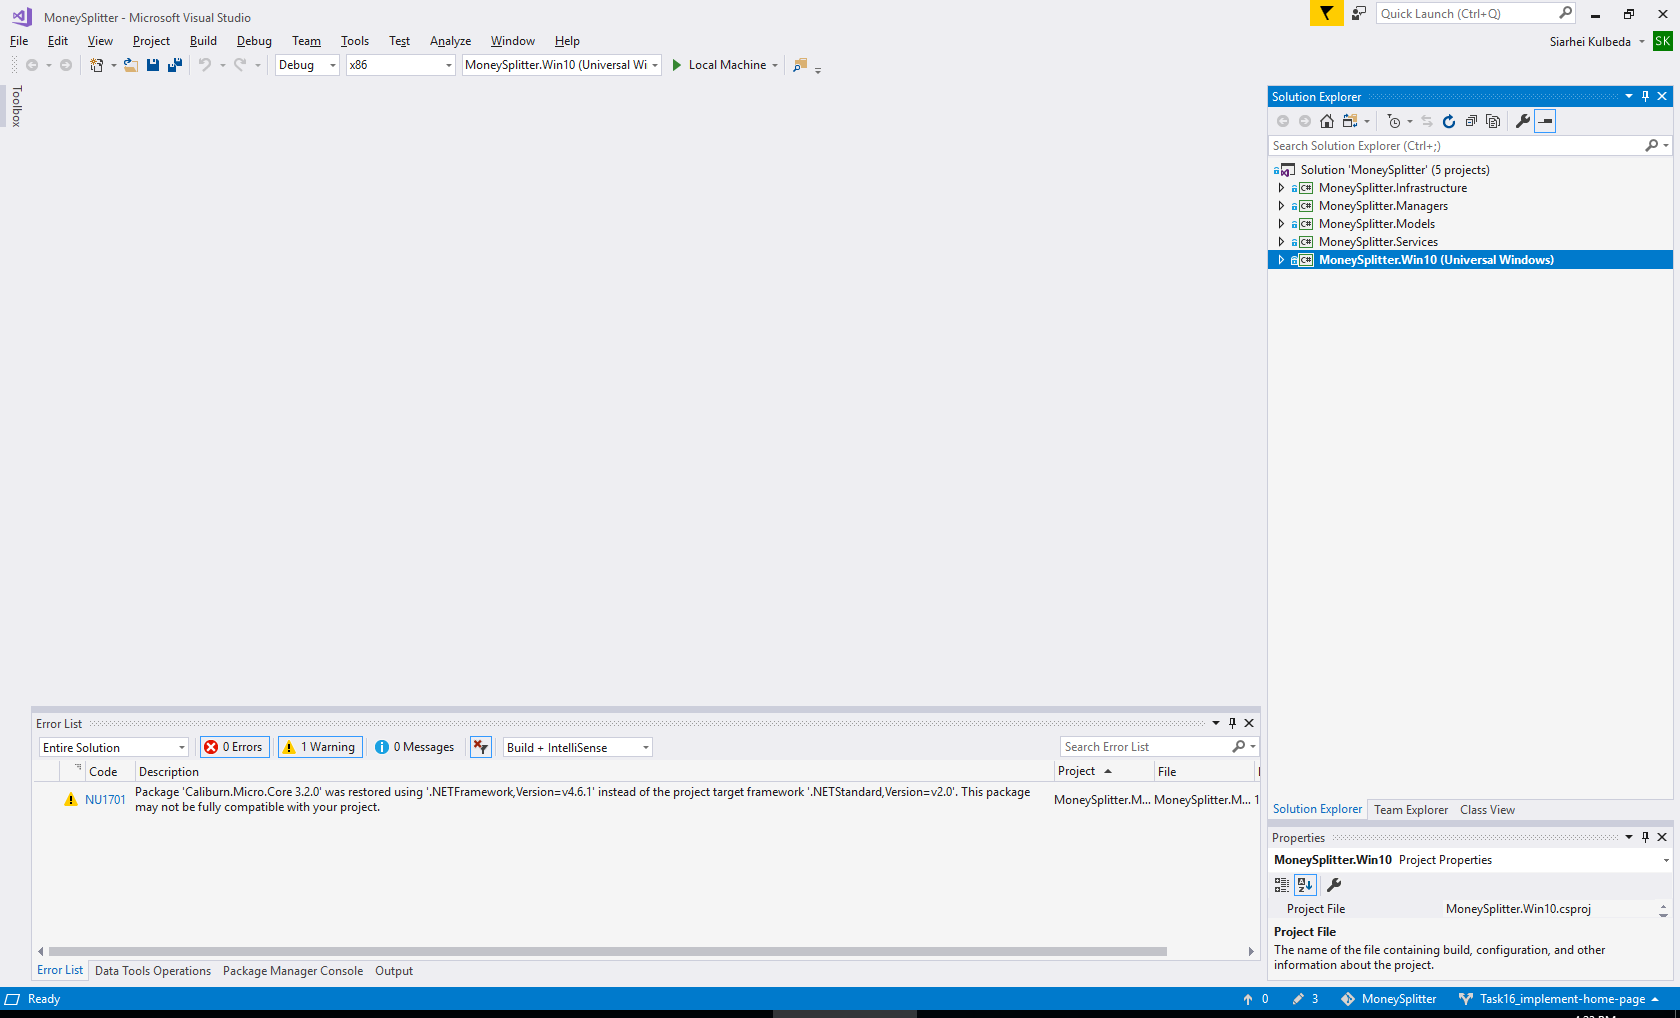 MoneySplitter - Microsoft Visual Studio
Quick Launch (Ctrl+Q)
File Edit View Project Build Debug Team Tools Test Analyze Window Help
Siarhei Kulbeda SK
Debug x86 MoneySplitter.Win10 (Universal Wi Local Machine
Toolbox
Solution Explorer
Search Solution Explorer (Ctrl+;)
Solution 'MoneySplitter' (5 projects)
C# MoneySplitter.Infrastructure
C# MoneySplitter.Managers
C# MoneySplitter.Models
C# MoneySplitter.Services
C# MoneySplitter.Win10 (Universal Windows)
Solution Explorer Team Explorer Class View
Properties
MoneySplitter.Win10 Project Properties
Project File MoneySplitter.Win10.csproj
Project File
The name of the file containing build, configuration, and other
information about the project.
Error List
Entire Solution 0 Errors 1 Warning 0 Messages Build + IntelliSense Search Error List
Code Description Project File
NU1701 Package 'Caliburn.Micro.Core 3.2.0' was restored using '.NETFramework,Version=v4.6.1' instead of the project target framework '.NETStandard,Version=v2.0'. This package
may not be fully compatible with your project.
MoneySplitter.M... MoneySplitter.M... 1
Error List Data Tools Operations Package Manager Console Output
Ready 0 3 MoneySplitter Task16_implement-home-page